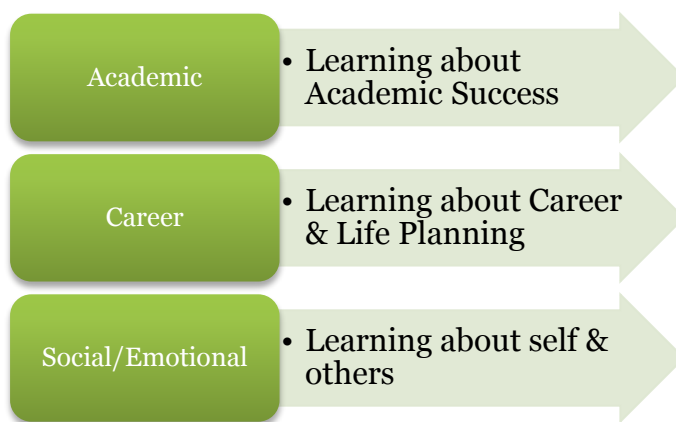 Academic
• Learning about
Academic Success
Career
• Learning about Career
& Life Planning
Social/Emotional
• Learning about self &
others